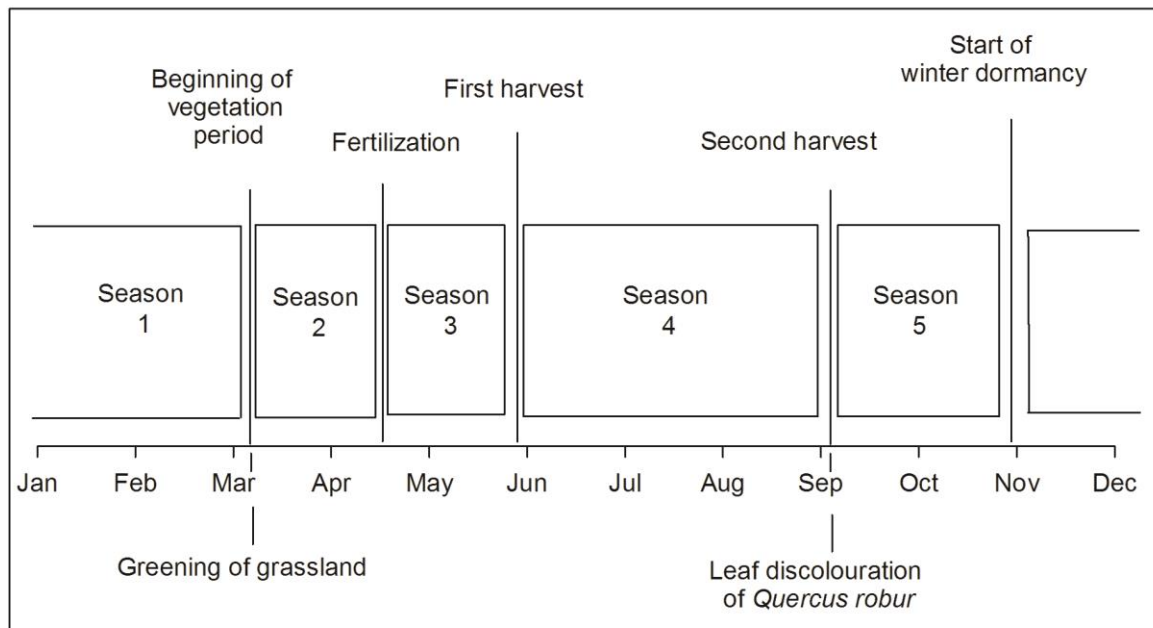 Start of
winter dormancy
Beginning of
vegetation
period
First harvest
Fertilization
Second harvest
Season
1
Season
2
Season
3
Season
4
Season
5
Jan Feb Mar Apr May Jun Jul Aug Sep Oct Nov Dec
Greening of grassland
Leaf discolouration
of Quercus robur